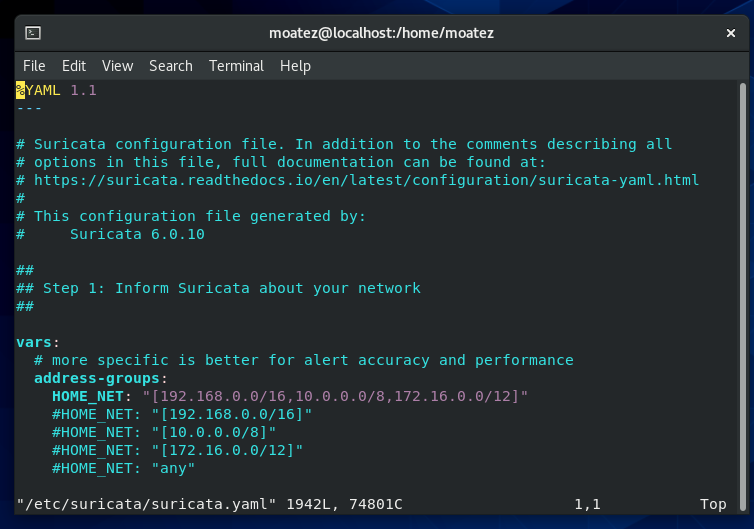 moatez@localhost:/home/moatez
File Edit View Search Terminal Help
%YAML 1.1
---
# Suricata configuration file. In addition to the comments describing all
# options in this file, full documentation can be found at:
# https://suricata.readthedocs.io/en/latest/configuration/suricata-yaml.html
#
# This configuration file generated by:
#     Suricata 6.0.10
##
## Step 1: Inform Suricata about your network
##
vars:
  # more specific is better for alert accuracy and performance
  address-groups:
    HOME_NET: "[192.168.0.0/16,10.0.0.0/8,172.16.0.0/12]"
    #HOME_NET: "[192.168.0.0/16]"
    #HOME_NET: "[10.0.0.0/8]"
    #HOME_NET: "[172.16.0.0/12]"
    #HOME_NET: "any"
"/etc/suricata/suricata.yaml" 1942L, 74801C 1,1 Top